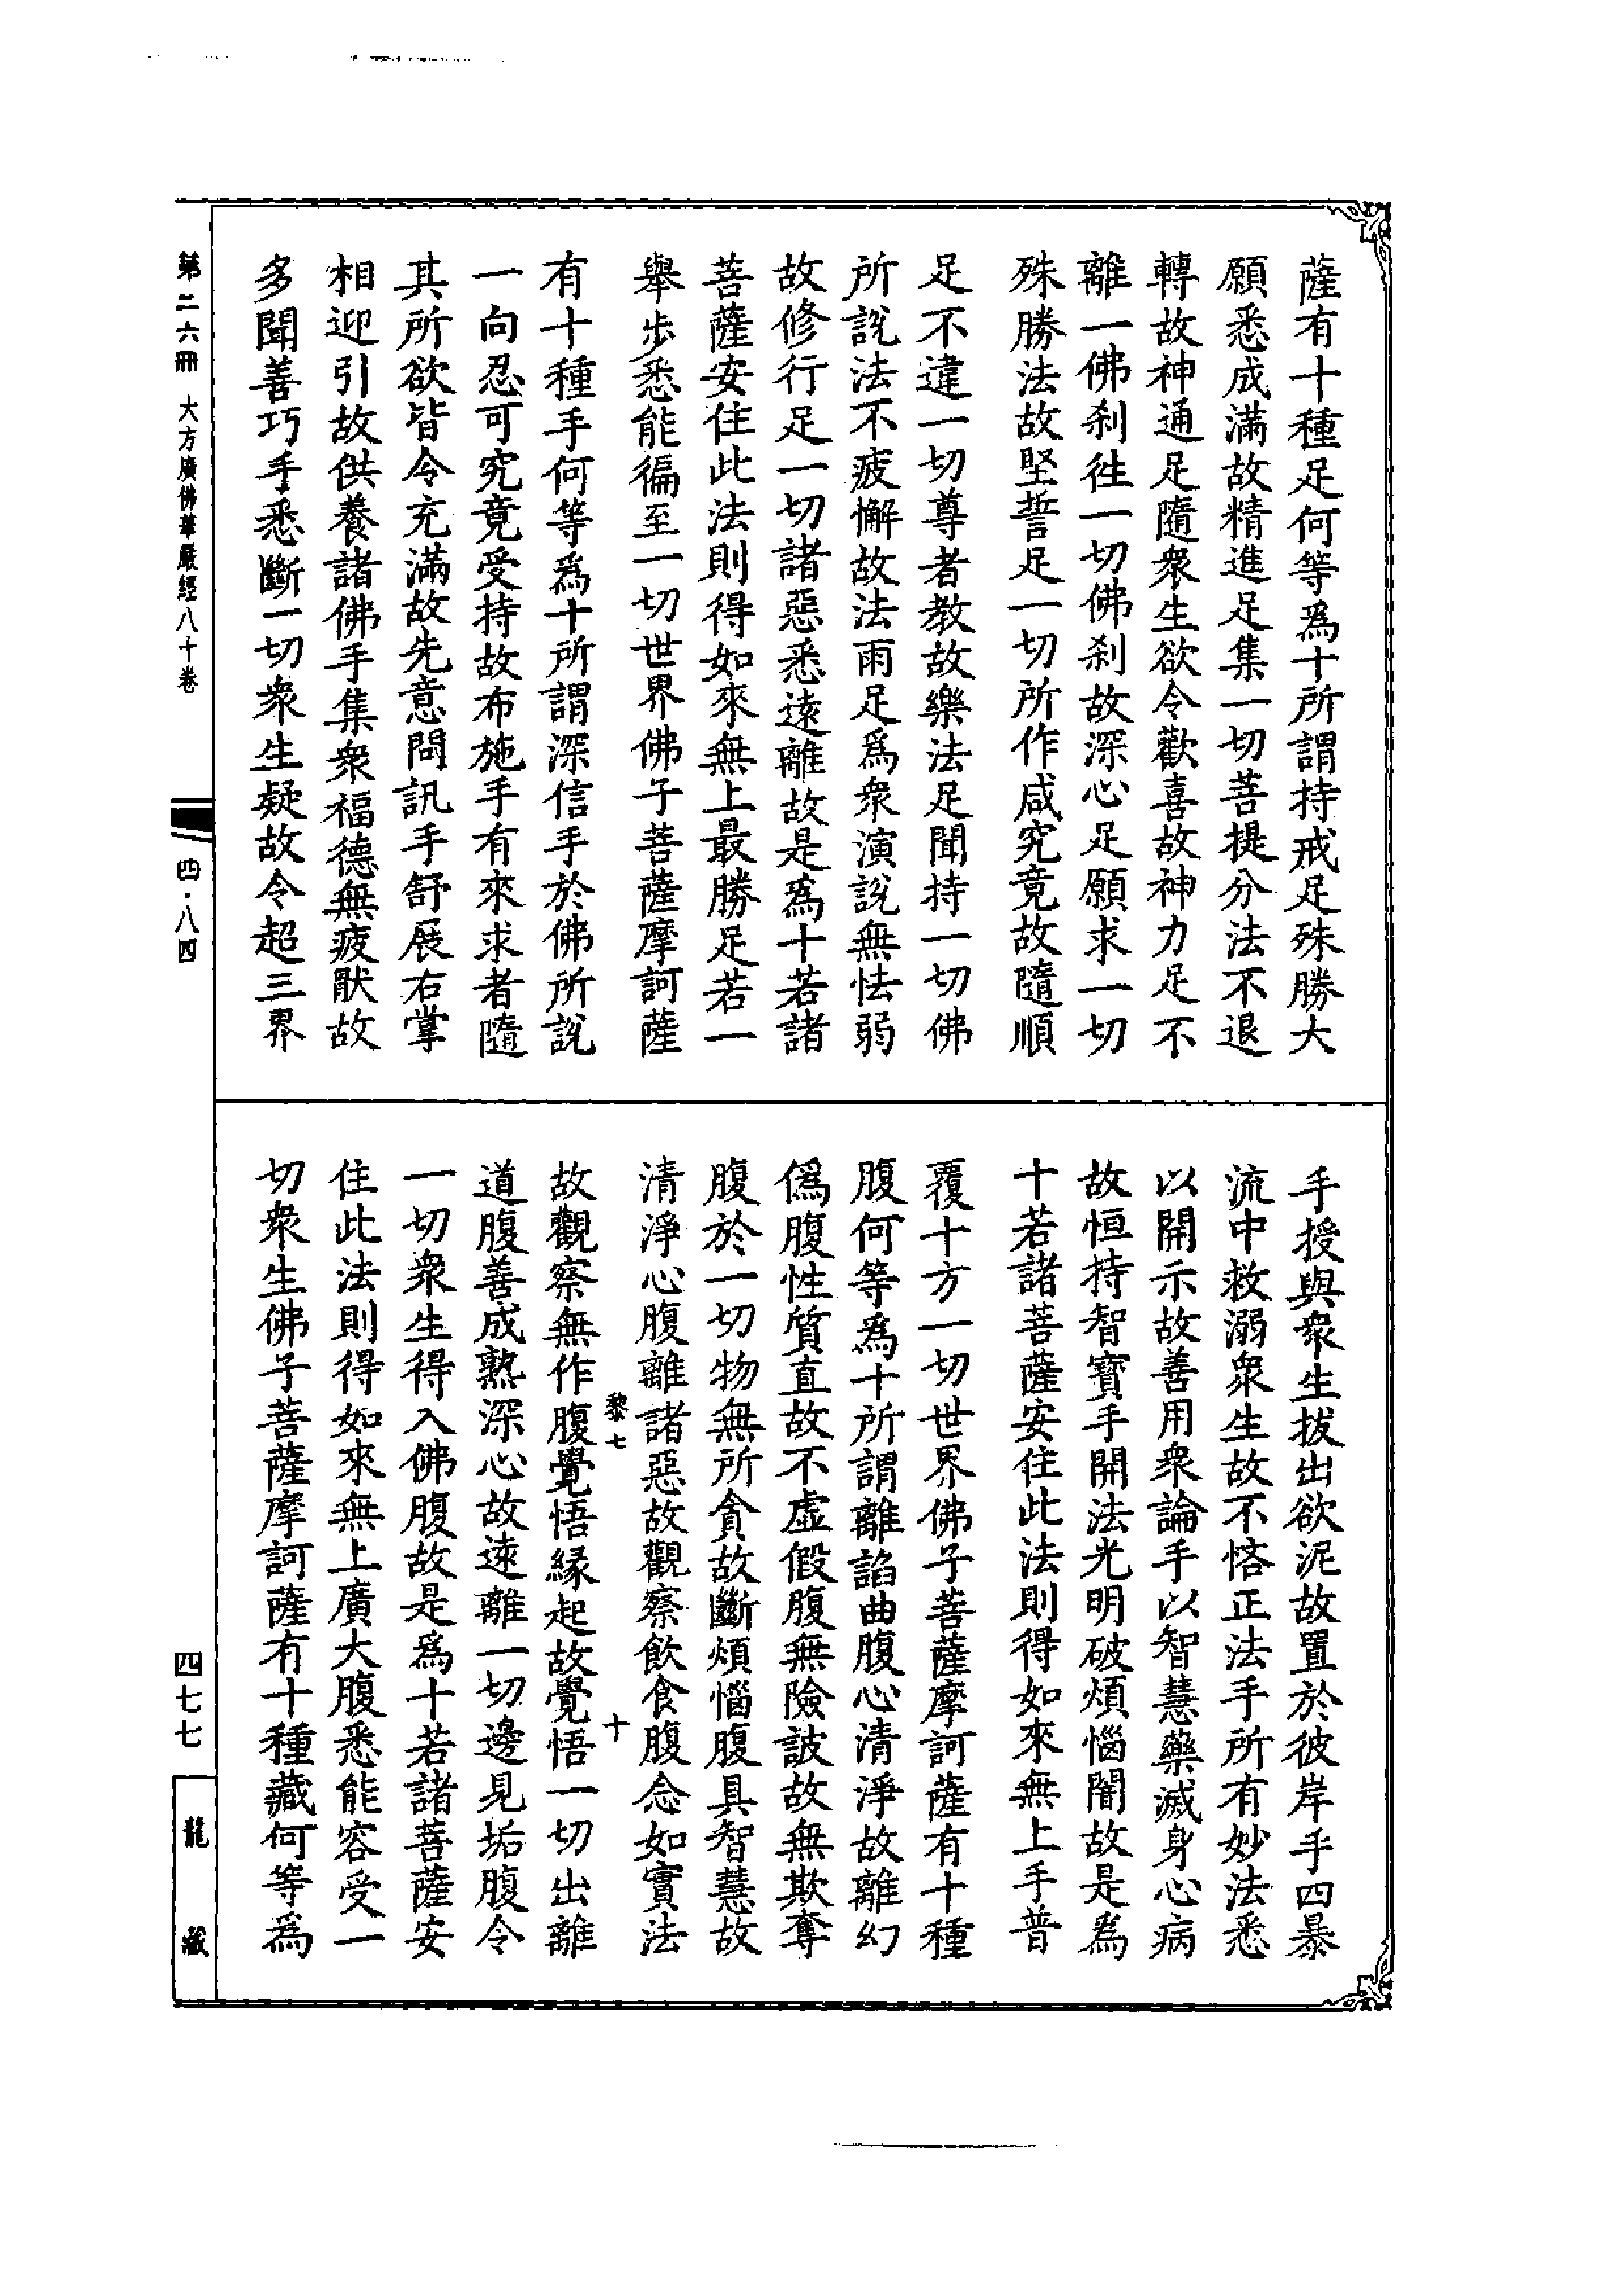 薩有十種足何等爲十所謂持戒足殊勝大
願悉成滿故精進足集一切菩提分法不退
轉故神通足隨衆生欲令歡喜故神力足不
離一佛刹徃一切佛刹故深心足願求一切
殊勝法故堅誓足一切所作咸究竟故隨順
足不違一切尊者教故樂法足聞持一切佛
所說法不疲懈故法雨足爲衆演說無怯弱
故修行足一切諸惡悉遠離故是爲十若諸
菩薩安住此法則得如來無上最勝足若一
舉步悉能徧至一切世界佛子菩薩摩訶薩
有十種手何等爲十所謂深信手於佛所說
一向忍可究竟受持故布施手有來求者隨
其所欲皆令充滿故先意問訊手舒展右掌
相迎引故供養諸佛手集衆福德無疲厭故
多聞善巧手悉斷一切衆生疑故令超三界
手授與衆生拔出欲泥故置於彼岸手四暴
流中救溺衆生故不悋正法手所有妙法悉
以開示故善用衆論手以智慧藥滅身心病
故恒持智寶手開法光明破煩惱闇故是爲
十若諸菩薩安住此法則得如來無上手普
覆十方一切世界佛子菩薩摩訶薩有十種
腹何等爲十所謂離諂曲腹心清淨故離幻
僞腹性質直故不虛假腹無險詖故無欺奪
腹於一切物無所貪故斷煩惱腹具智慧故
清淨心腹離諸惡故觀察飲食腹念如實法
黎七 十
故觀察無作腹覺悟緣起故覺悟一切出離
道腹善成熟深心故遠離一切邊見垢腹令
一切衆生得入佛腹故是爲十若諸菩薩安
住此法則得如來無上廣大腹悉能容受一
切衆生佛子菩薩摩訶薩有十種藏何等爲
第二六冊 大方廣佛華嚴經八十卷 四·八四
四七七 龍藏